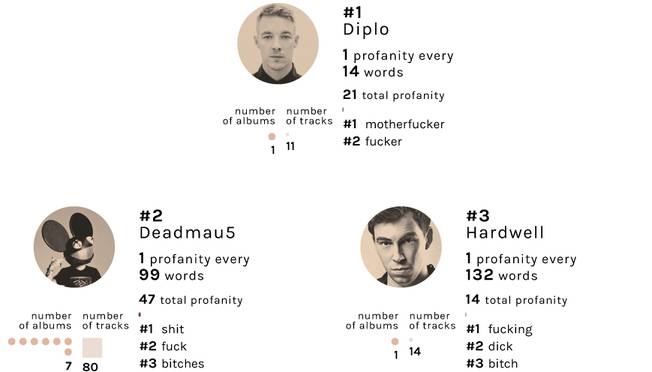 #1
Diplo
1 profanity every
14 words
21 total profanity
number
of albums
number
of tracks
1
11
#1 motherfucker
#2 fucker
#2
Deadmau5
1 profanity every
99 words
47 total profanity
number
of albums
number
of tracks
7
80
#1 shit
#2 fuck
#3 bitches
#3
Hardwell
1 profanity every
132 words
14 total profanity
number
of albums
number
of tracks
1
14
#1 fucking
#2 dick
#3 bitch